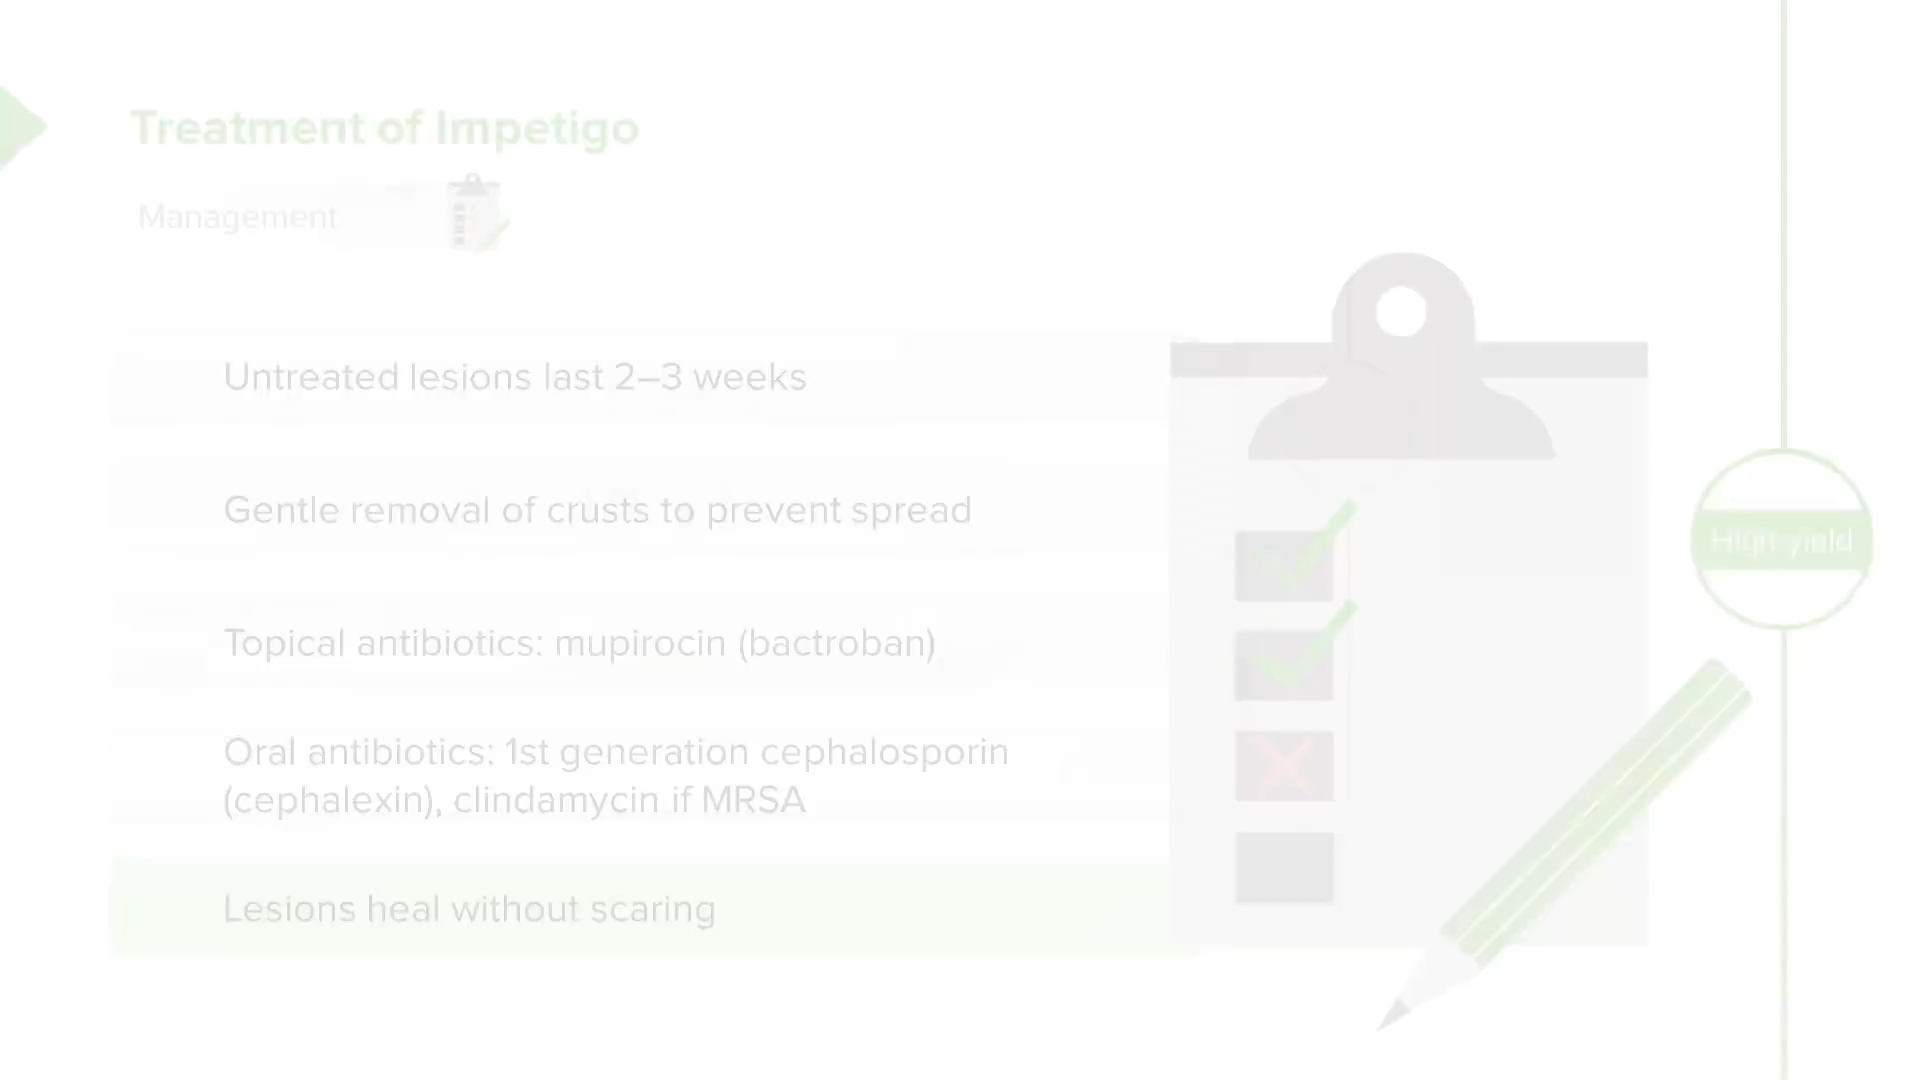 Treatment of Impetigo
Management
Untreated lesions last 2–3 weeks
Gentle removal of crusts to prevent spread
Topical antibiotics: mupirocin (bactroban)
Oral antibiotics: 1st generation cephalosporin
(cephalexin), clindamycin if MRSA
Lesions heal without scaring
High-yield